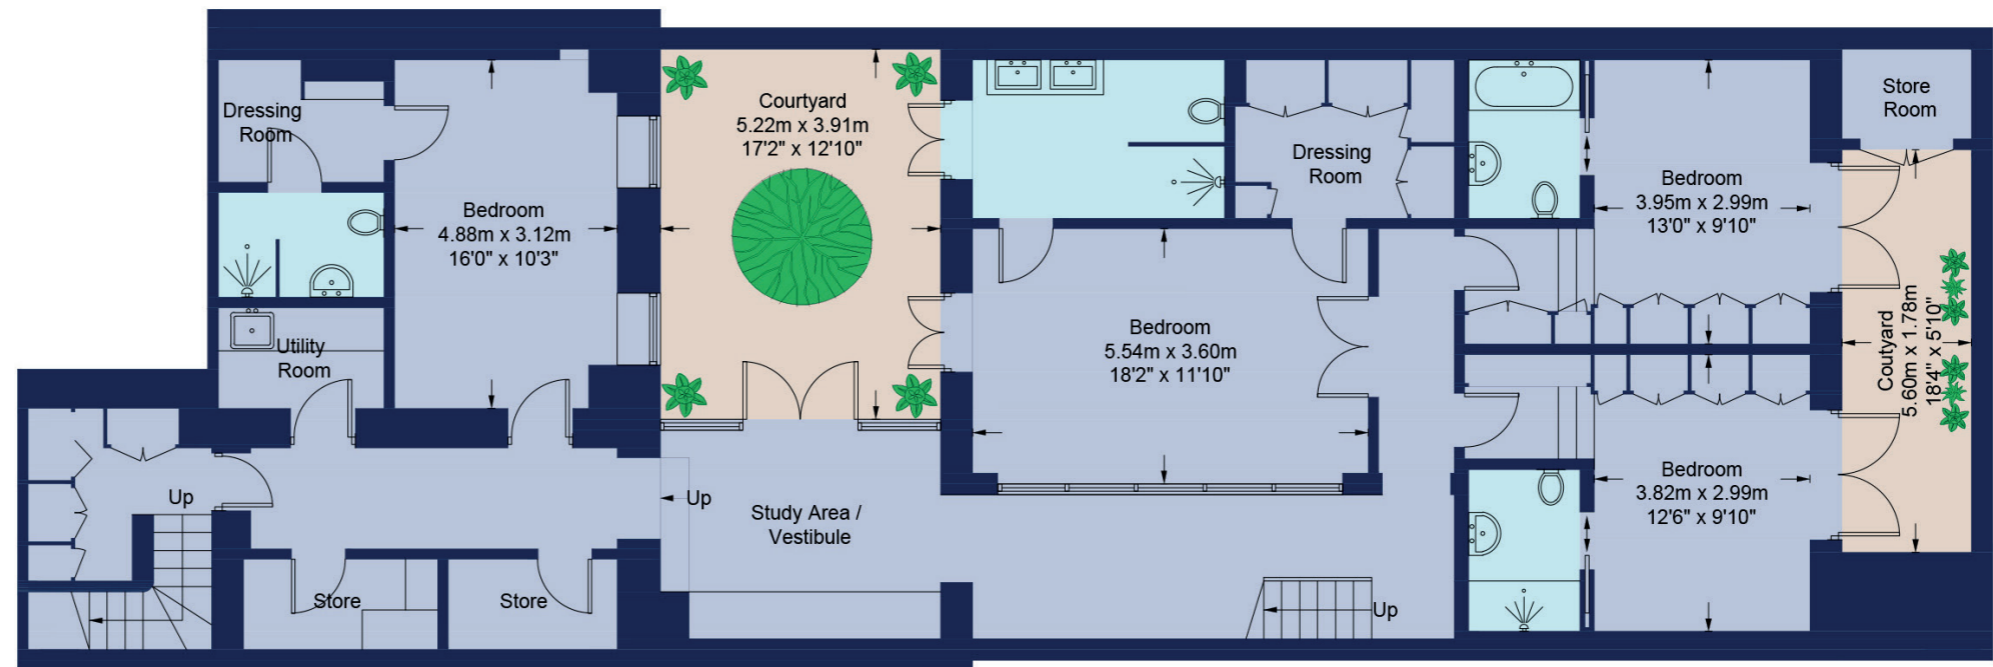 Dressing
Room
Bedroom
4.88m x 3.12m
16'0" x 10'3"
Utility
Room
Up
Store
Store
Courtyard
5.22m x 3.91m
17'2" x 12'10"
Up
Study Area /
Vestibule
Dressing
Room
Bedroom
5.54m x 3.60m
18'2" x 11'10"
Up
Bedroom
3.95m x 2.99m
13'0" x 9'10"
Bedroom
3.82m x 2.99m
12'6" x 9'10"
Store
Room
Coutyard
5.60m x 1.78m
18'4" x 5'10"